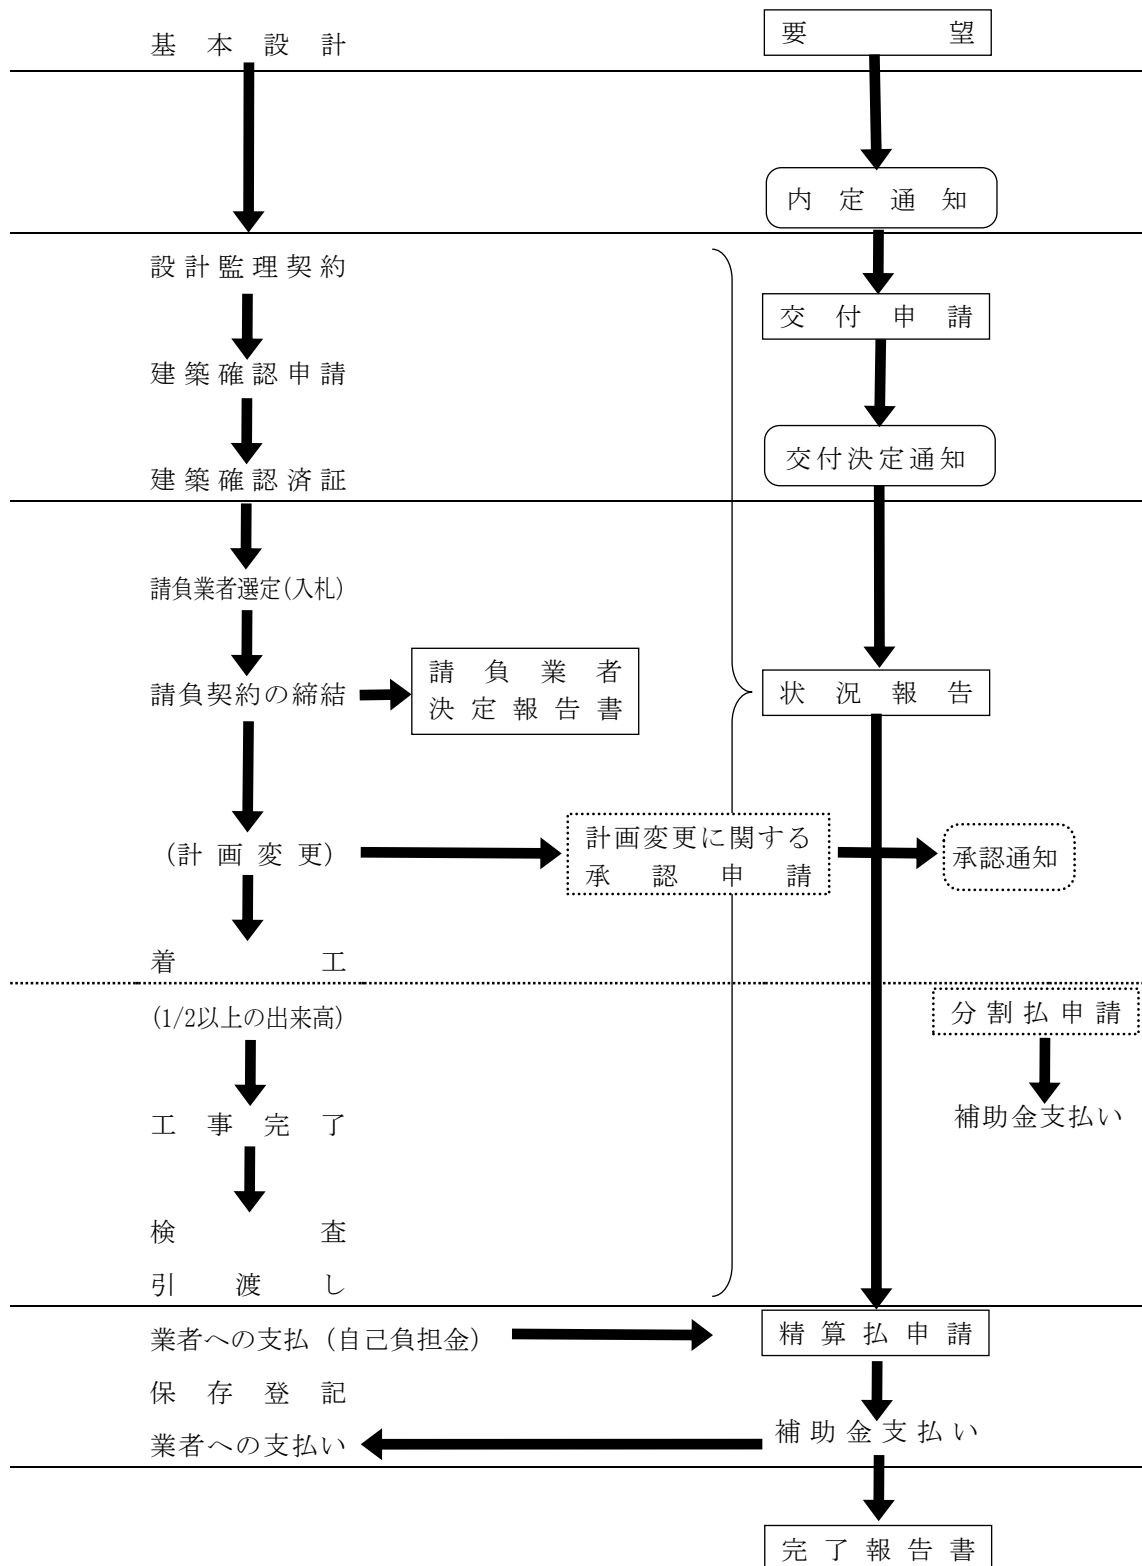 基本設計
要望
内定通知
設計監理契約
交付申請
建築確認申請
交付決定通知
建築確認済証
請負業者選定(入札)
請負契約の締結
請負業者
決定報告書
状況報告
(計画変更)
計画変更に関する
承認申請
承認通知
着工
(1/2以上の出来高)
分割払申請
工事完了
補助金支払い
検査
引渡し
業者への支払(自己負担金)
精算払申請
保存登記
業者への支払い
補助金支払い
完了報告書